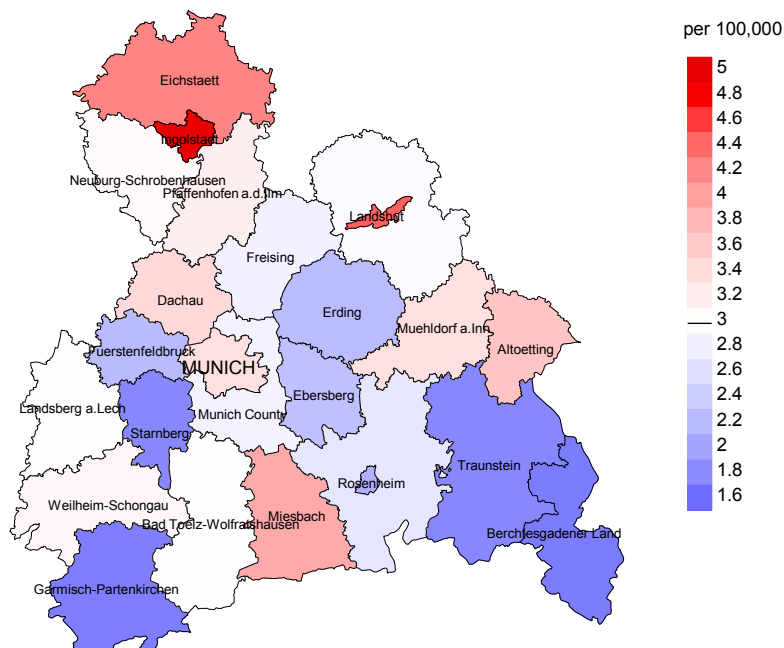 per 100,000
5
4.8
4.6
4.4
4.2
4
3.8
3.6
3.4
3.2
3
2.8
2.6
2.4
2.2
2
1.8
1.6
Eichstaett
Ingolstadt
Neuburg-Schrobenhausen
Pfaffenhofen a.d.Ilm
Landshut
Freising
Dachau
Erding
Muehldorf a.Inn
Altoetting
Fuerstenfeldbruck
MUNICH
Ebersberg
Landsberg a.Lech
Munich County
Starnberg
Traunstein
Rosenheim
Weilheim-Schongau
Miesbach
Bad Toelz-Wolfratshausen
Berchtesgadener Land
Garmisch-Partenkirchen